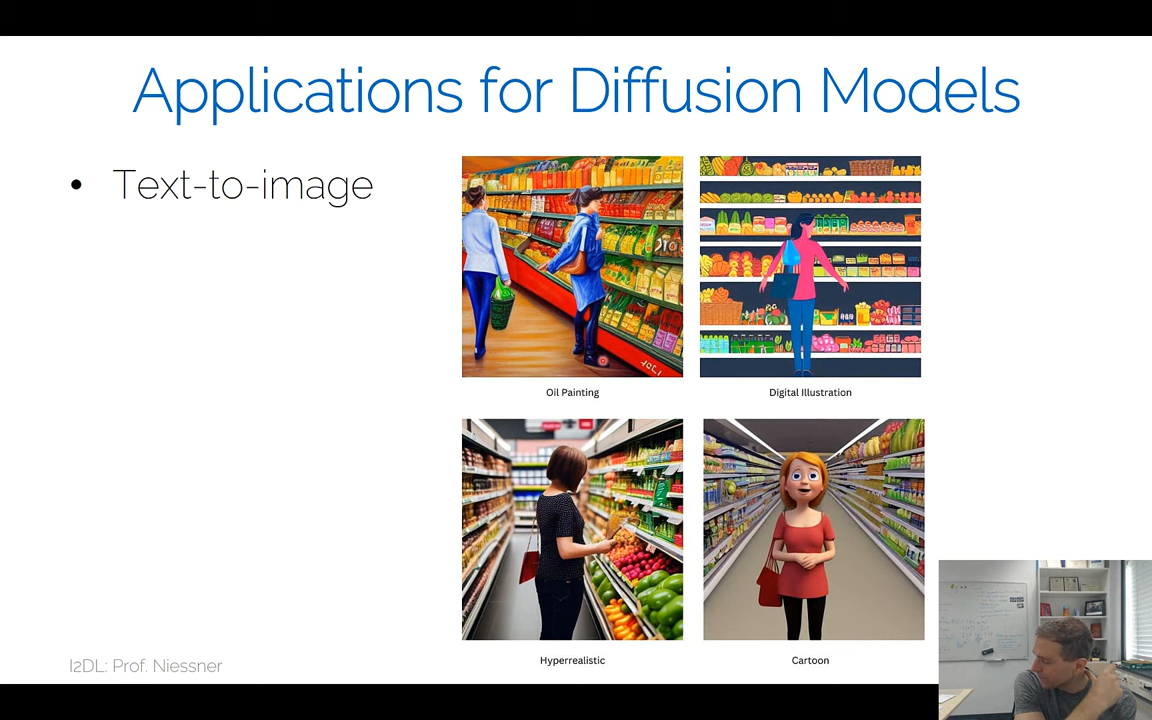 Applications for Diffusion Models
• Text-to-image
Oil Painting
Digital Illustration
Hyperrealistic
Cartoon
I2DL: Prof. Niessner